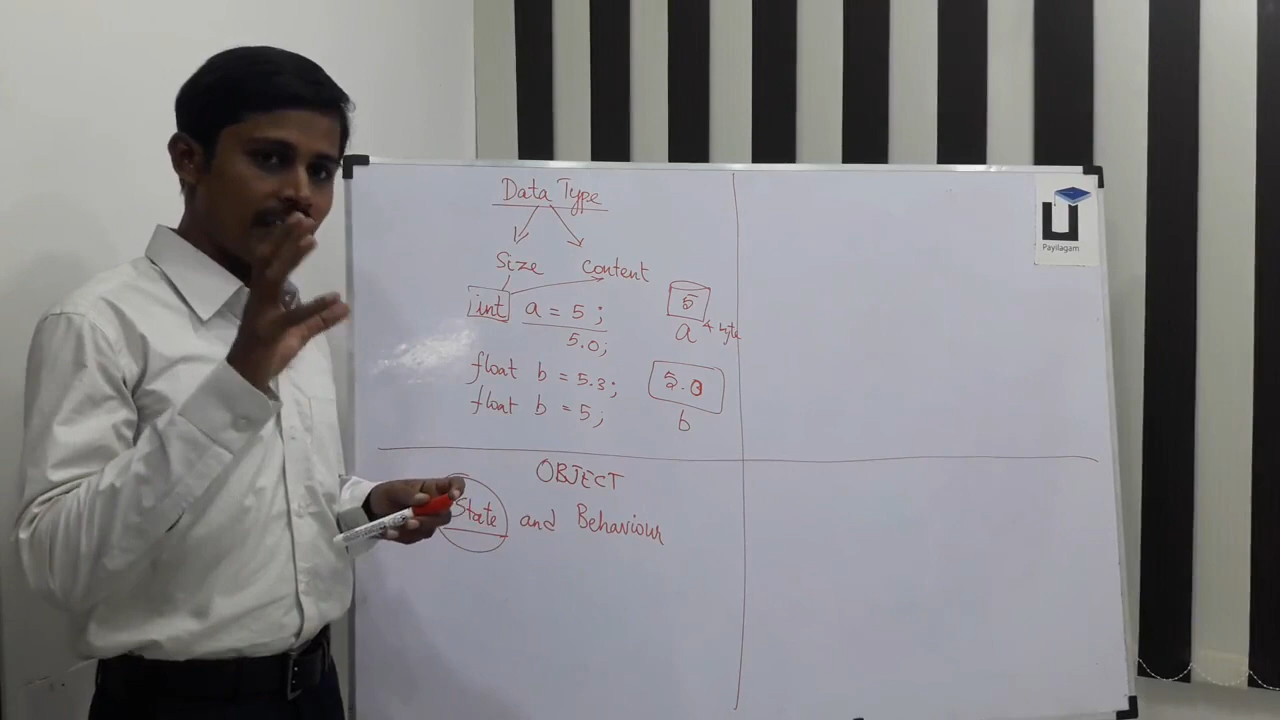 Data Type
Size content
int a = 5 ;
5.0;
5
a 4 byte
float b = 5.3;
float b = 5;
5.0
b
OBJECT
State and Behaviour
U
Payilagam